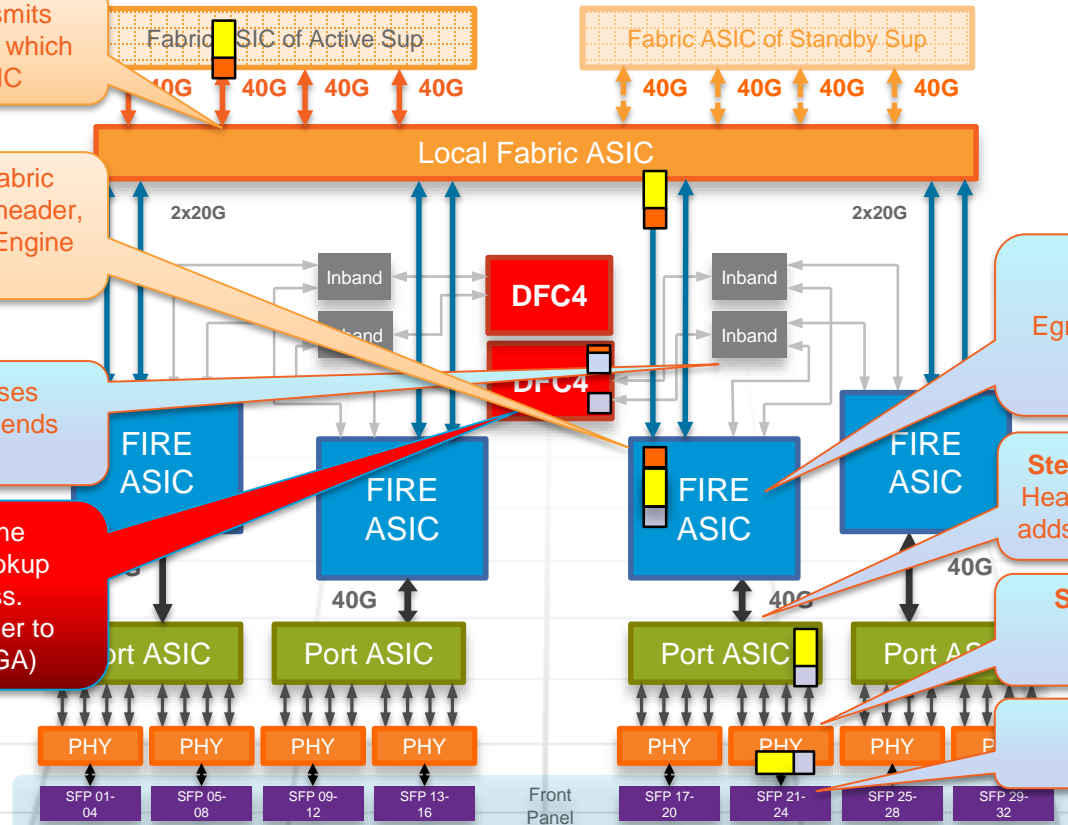 smits
which
IC
Fabric ASIC of Active Sup
Fabric ASIC of Standby Sup
40G
40G
40G
40G
40G
40G
40G
40G
Local Fabric ASIC
abric
header,
Engine
2x20G
2x20G
Inband
Inband
DFC4
Inband
Inband
DFC4
Egr
ses
ends
FIRE
ASIC
FIRE
ASIC
FIRE
ASIC
FIRE
ASIC
Ste
Hea
adds
ne
okup
ss.
er to
GA)
G
40G
40G
40G
S
ort ASIC
Port ASIC
Port ASIC
Port AS
PHY
PHY
PHY
PHY
PHY
PHY
PHY
P
SFP 01-
04
SFP 05-
08
SFP 09-
12
SFP 13-
16
Front
Panel
SFP 17-
20
SFP 21-
24
SFP 25-
28
SFP 29-
32